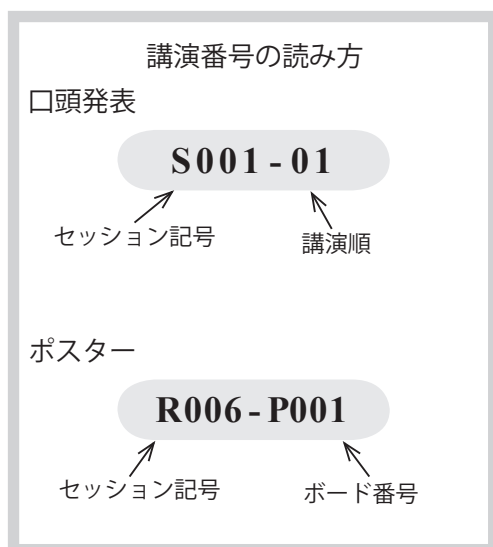 講演番号の読み方
口頭発表
S001-01
セッション記号
講演順
ポスター
R006-P001
セッション記号
ボード番号